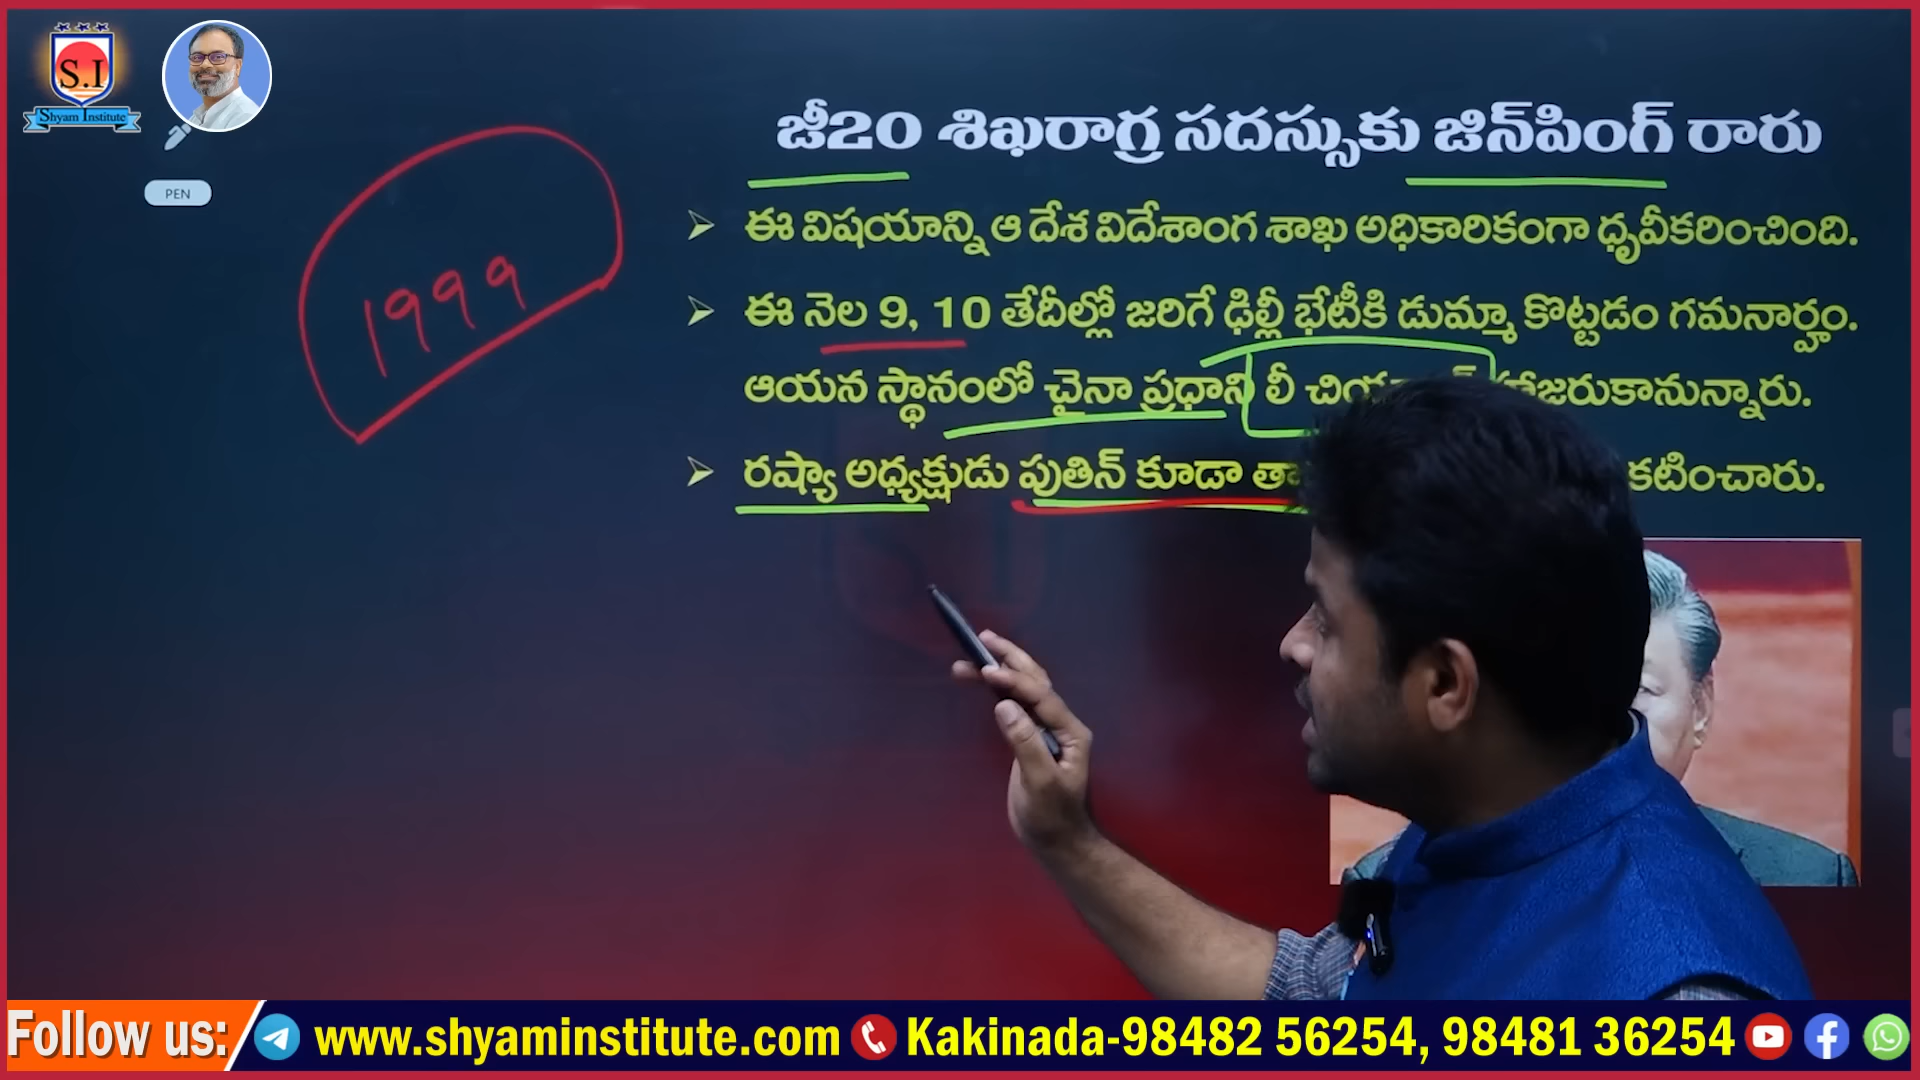 S.I
Shyam Institute
PEN
1999
జీ20 శిఖరాగ్ర సదస్సుకు జిన్‌పింగ్ రారు
ఈ విషయాన్ని ఆ దేశ విదేశాంగ శాఖ అధికారికంగా ధృవీకరించింది.
ఈ నెల 9, 10 తేదీల్లో జరిగే ఢిల్లీ భేటీకి డుమ్మా కొట్టడం గమనార్హం.
ఆయన స్థానంలో చైనా ప్రధాని లీ హాజరుకానున్నారు.
రష్యా అధ్యక్షుడు పుతిన్ కూడా
Follow us: www.shyaminstitute.com Kakinada-98482 56254, 98481 36254